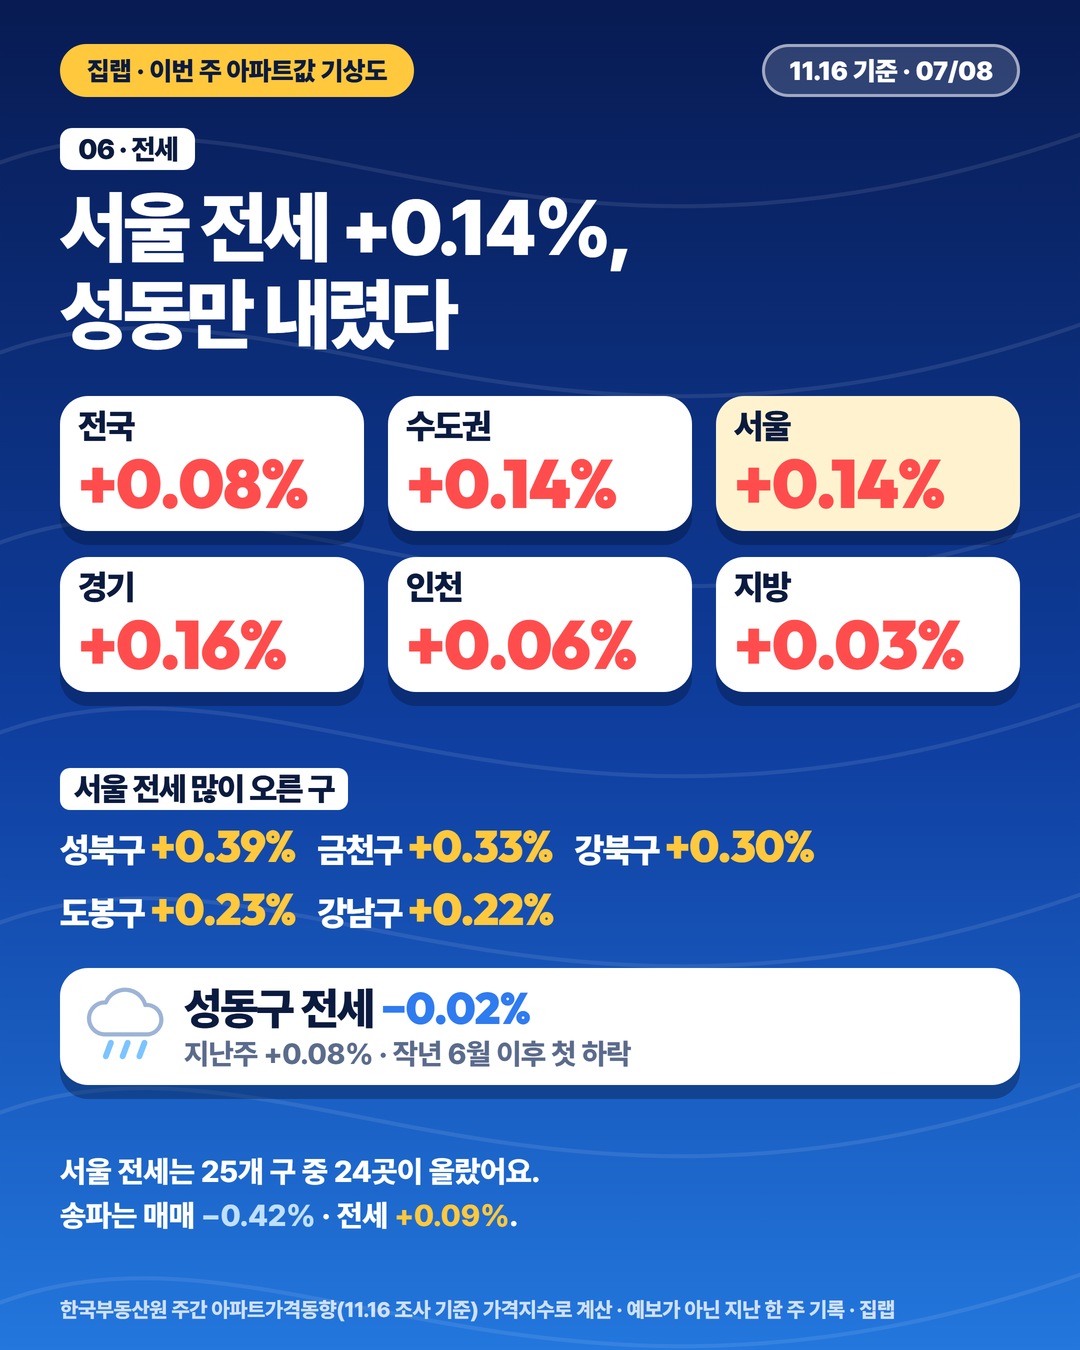 집랩 · 이번 주 아파트값 기상도
11.16 기준 · 07/08
06 · 전세
서울 전세 +0.14%,
성동만 내렸다
전국
+0.08%
수도권
+0.14%
서울
+0.14%
경기
+0.16%
인천
+0.06%
지방
+0.03%
서울 전세 많이 오른 구
성북구 +0.39% 금천구 +0.33% 강북구 +0.30%
도봉구 +0.23% 강남구 +0.22%
성동구 전세 −0.02%
지난주 +0.08% · 작년 6월 이후 첫 하락
서울 전세는 25개 구 중 24곳이 올랐어요.
송파는 매매 −0.42% · 전세 +0.09%.
한국부동산원 주간 아파트가격동향(11.16 조사 기준) 가격지수로 계산 · 예보가 아닌 지난 한 주 기록 · 집랩